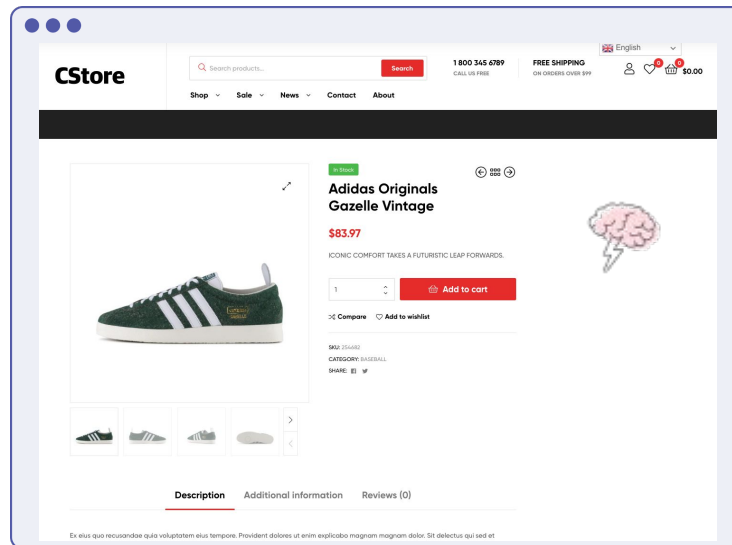 English
CStore
Search products...
Search
1 800 345 6789
CALL US FREE
FREE SHIPPING
ON ORDERS OVER $99
0
0
$0.00
Shop
Sale
News
Contact
About
In Stock
Adidas Originals
Gazelle Vintage
$83.97
ICONIC COMFORT TAKES A FUTURISTIC LEAP FORWARDS.
1
Add to cart
Compare
Add to wishlist
SKU: 254682
CATEGORY: BASEBALL
SHARE:
Description
Additional information
Reviews (0)
Ex eius quo recusandae quia voluptatem eius tempore. Provident dolores ut enim explicabo magnam magnam dolor. Sit delectus qui sed et